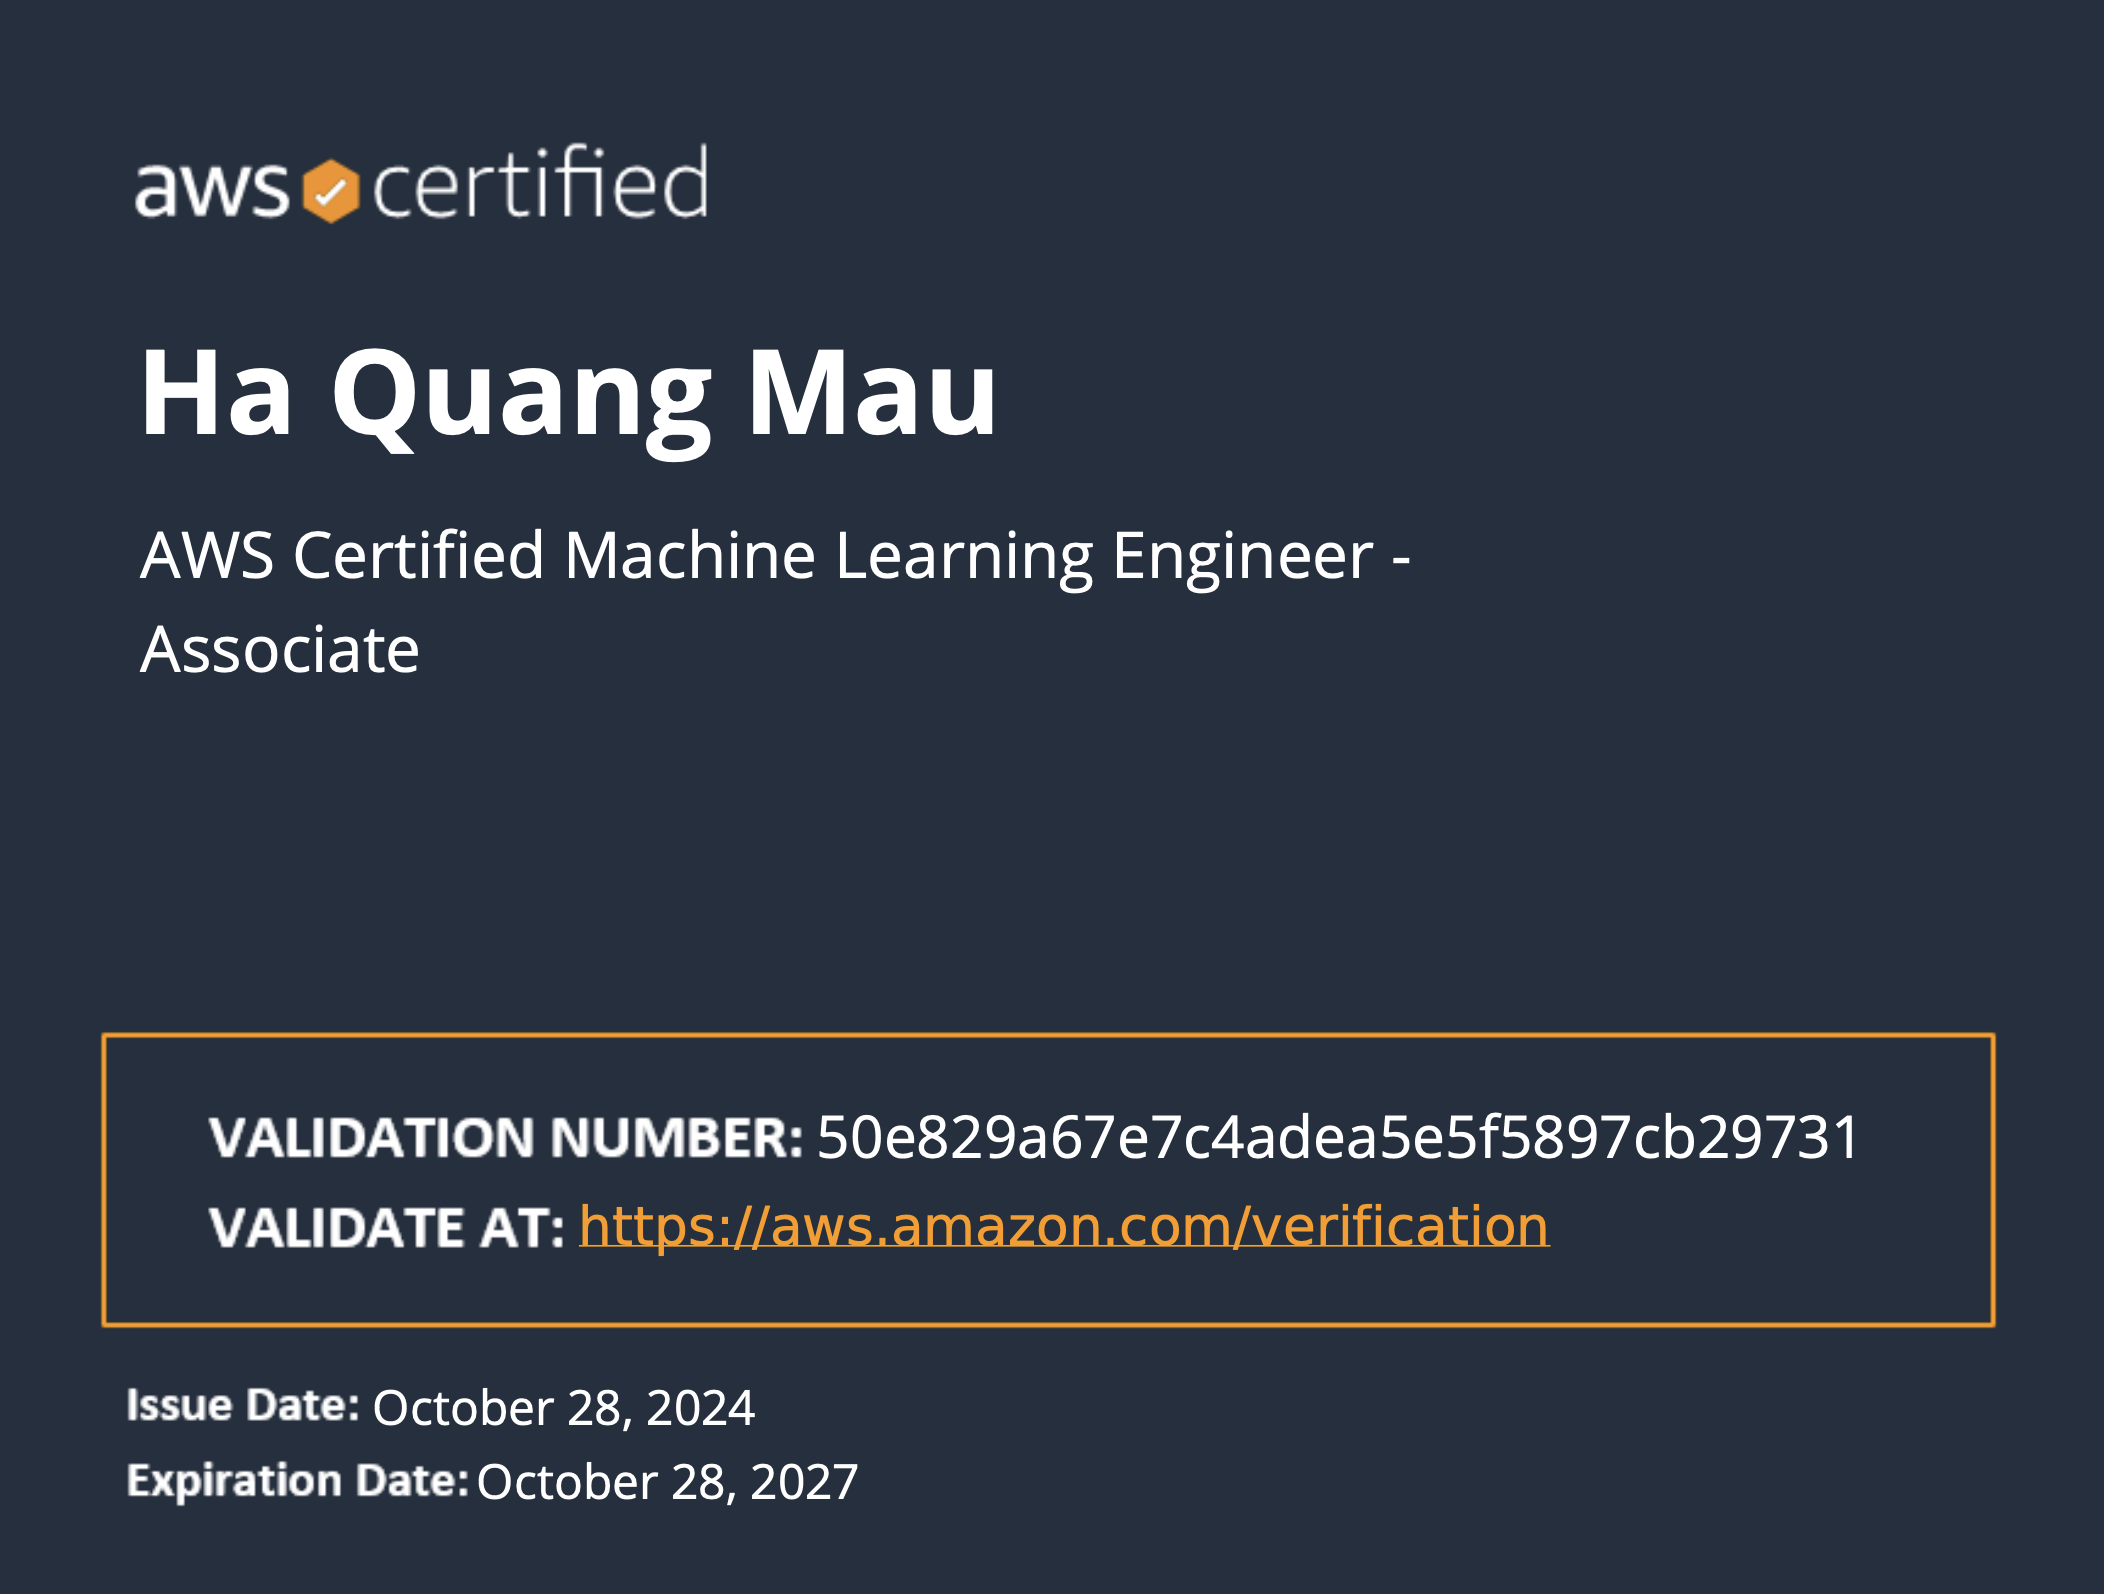 aws certified
Ha Quang Mau
AWS Certified Machine Learning Engineer -
Associate
VALIDATION NUMBER: 50e829a67e7c4adea5e5f5897cb29731
VALIDATE AT: https://aws.amazon.com/verification
Issue Date: October 28, 2024
Expiration Date: October 28, 2027